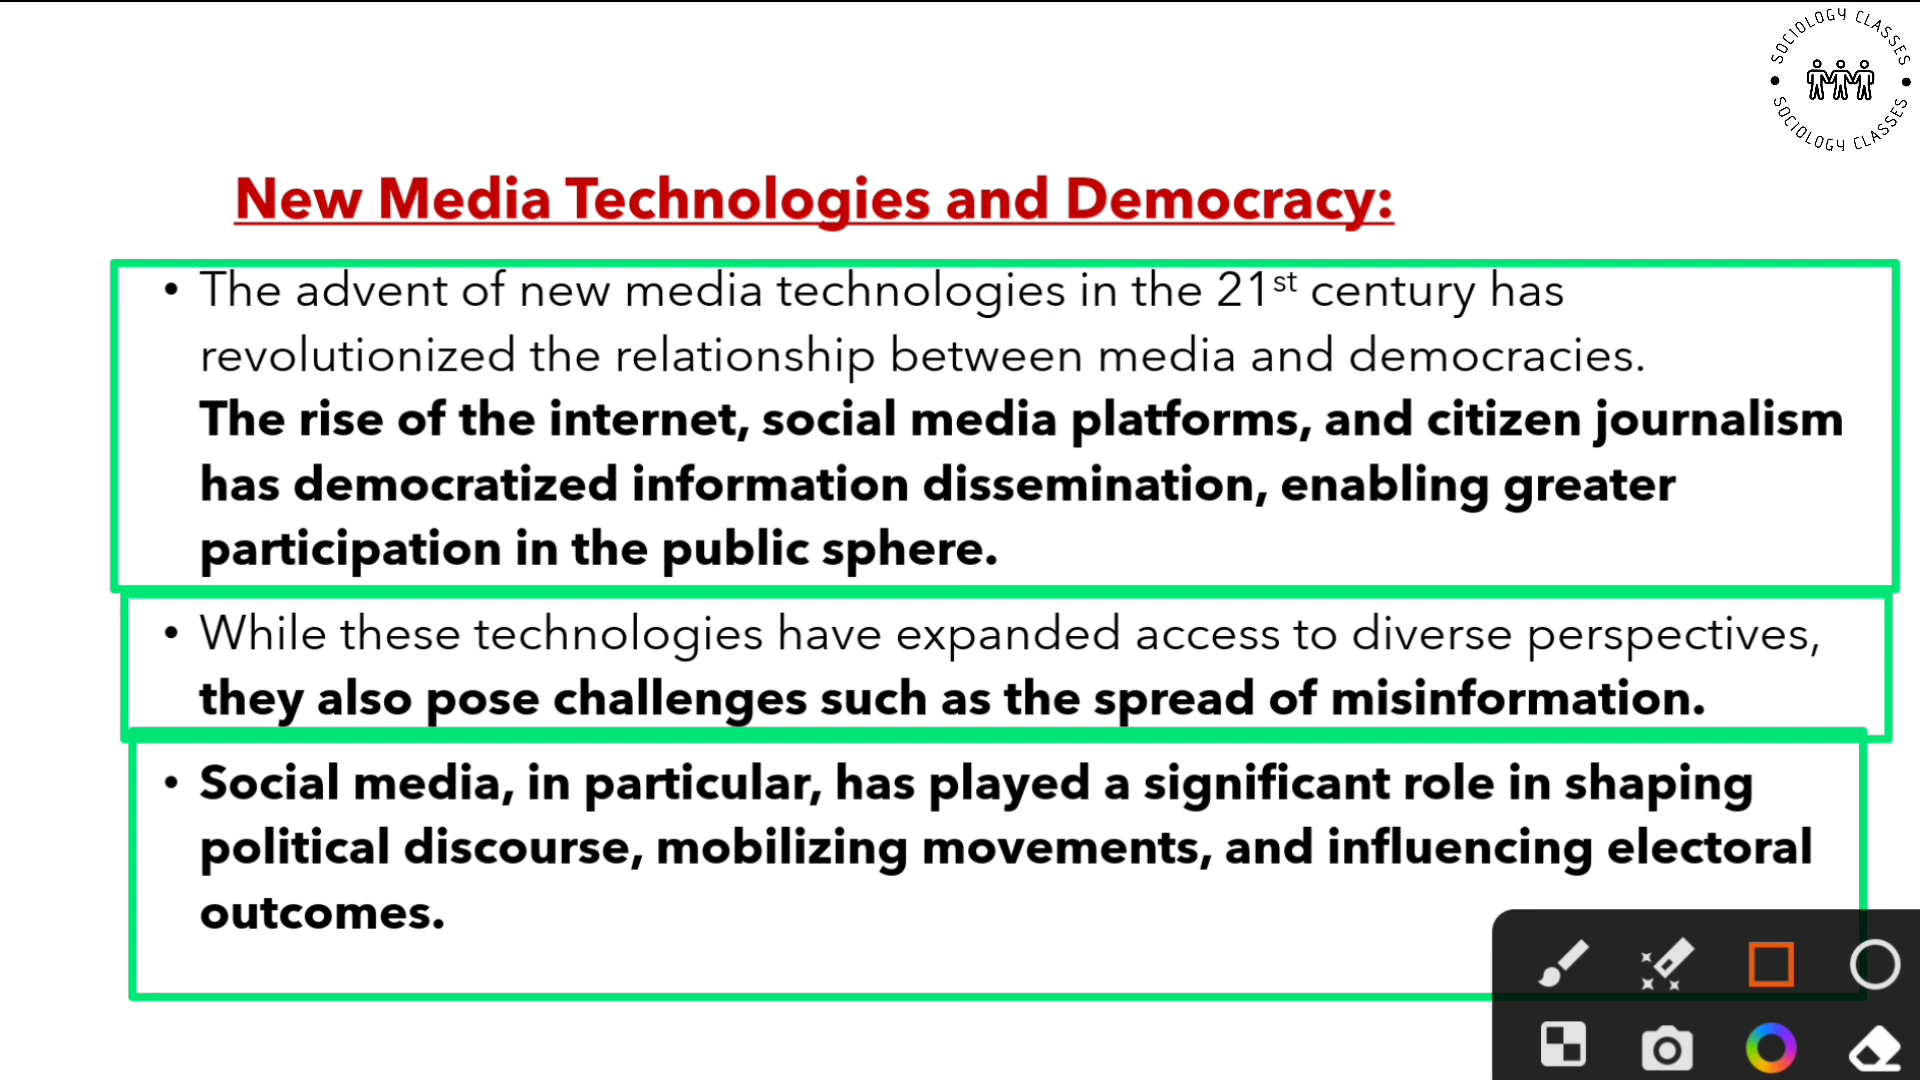 SOCIOLOGY CLASSES
SOCIOLOGY CLASSES
New Media Technologies and Democracy:
• The advent of new media technologies in the 21st century has
revolutionized the relationship between media and democracies.
The rise of the internet, social media platforms, and citizen journalism
has democratized information dissemination, enabling greater
participation in the public sphere.
• While these technologies have expanded access to diverse perspectives,
they also pose challenges such as the spread of misinformation.
• Social media, in particular, has played a significant role in shaping
political discourse, mobilizing movements, and influencing electoral
outcomes.